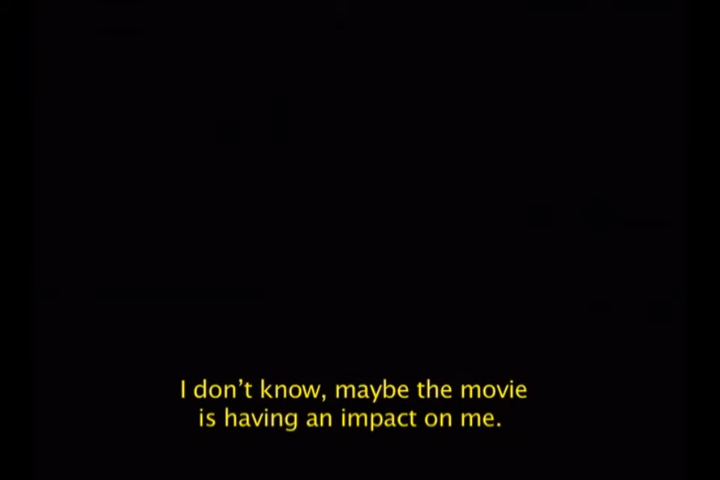 I don't know, maybe the movie
is having an impact on me.